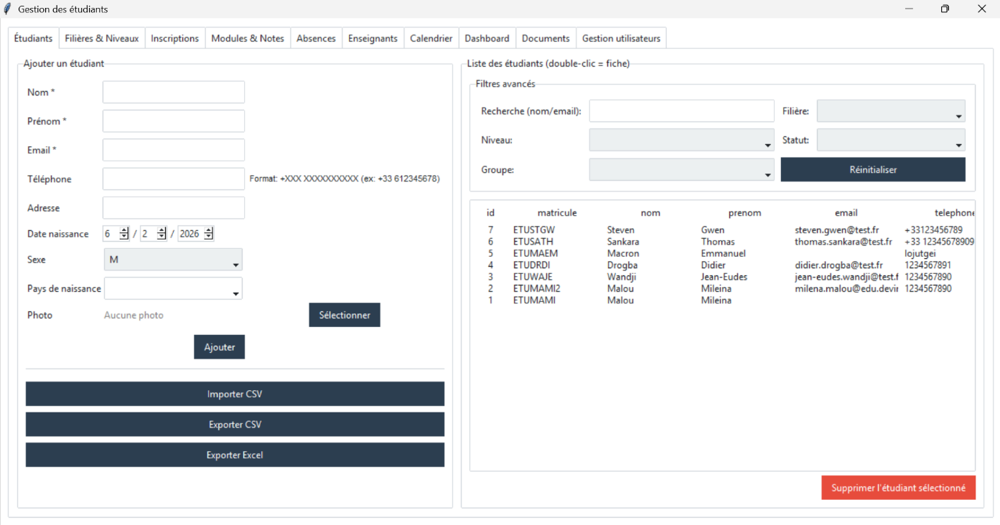 Gestion des étudiants
Étudiants Filières & Niveaux Inscriptions Modules & Notes Absences Enseignants Calendrier Dashboard Documents Gestion utilisateurs
Ajouter un étudiant
Nom *
Prénom *
Email *
Téléphone Format: +XXX XXXXXXXXXX (ex: +33 612345678)
Adresse
Date naissance 6 / 2 / 2026
Sexe M
Pays de naissance
Photo Aucune photo Sélectionner
Ajouter
Importer CSV
Exporter CSV
Exporter Excel
Liste des étudiants (double-clic = fiche)
Filtres avancés
Recherche (nom/email): Filière:
Niveau: Statut:
Groupe: Réinitialiser
id matricule nom prenom email telephone
7 ETUSTGW Steven Gwen steven.gwen@test.fr +33123456789
6 ETUSATH Sankara Thomas thomas.sankara@test.fr +33 12345678909
5 ETUMAEM Macron Emmanuel lojutgei
4 ETUDRDI Drogba Didier didier.drogba@test.fr 1234567891
3 ETUWAJE Wandji Jean-Eudes jean-eudes.wandji@test.f 1234567890
2 ETUMAMI2 Malou Mileina milena.malou@edu.devir 1234567890
1 ETUMAMI Malou Mileina
Supprimer l'étudiant sélectionné